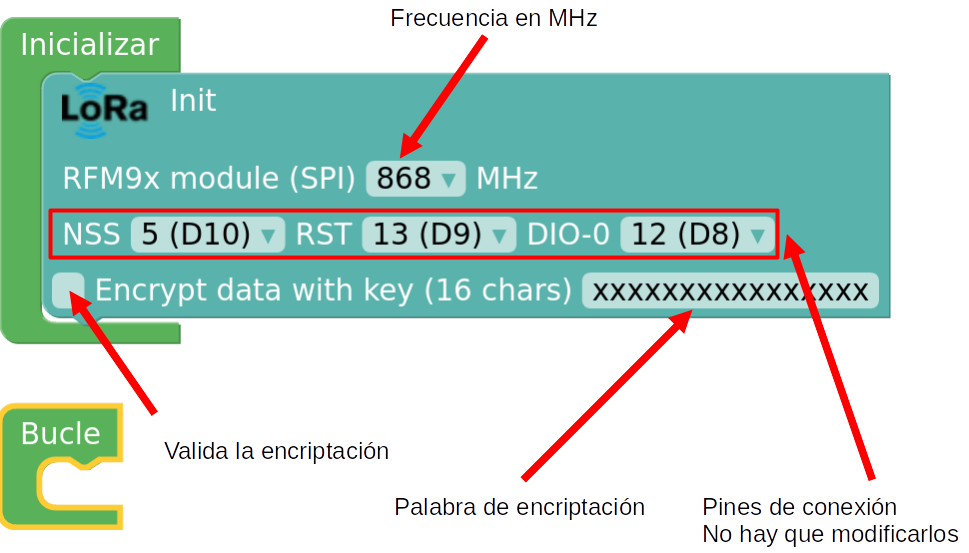 Frecuencia en MHz
Inicializar
LoRa Init
RFM9x module (SPI) 868 MHz
NSS 5 (D10) RST 13 (D9) DIO-0 12 (D8)
Encrypt data with key (16 chars) xxxxxxxxxxxxxxxx
Bucle
Valida la encriptación
Palabra de encriptación
Pines de conexión
No hay que modificarlos